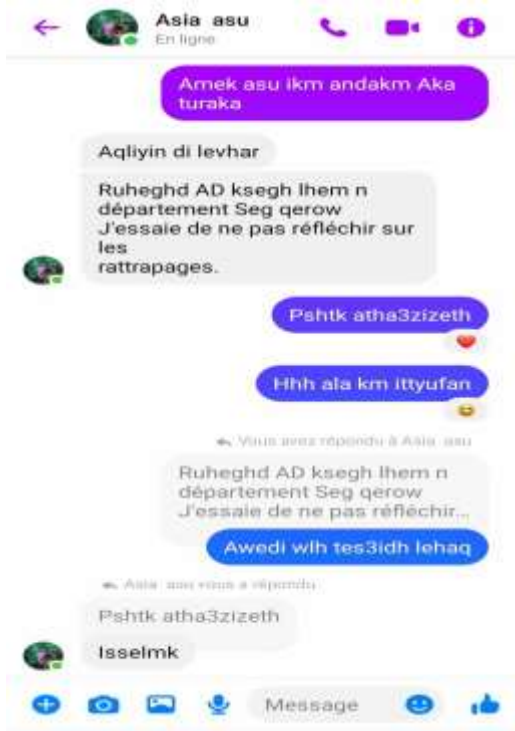 Asia asu
En ligne
Amek asu ikm andakm Aka
turaka
Aqliyin di levhar
Ruheghd AD ksegh lhem n
département Seg qerow
J'essaie de ne pas réfléchir sur
les
rattrapages.
Pshtk atha3zizeth
Hhh ala km ittyufan
Vous avez répondu à Asia asu
Ruheghd AD ksegh lhem n
département Seg qerow
J'essaie de ne pas réfléchir...
Awedi wlh tes3idh lehaq
Asia asu vous a répondu
Pshtk atha3zizeth
Isselmk
Message